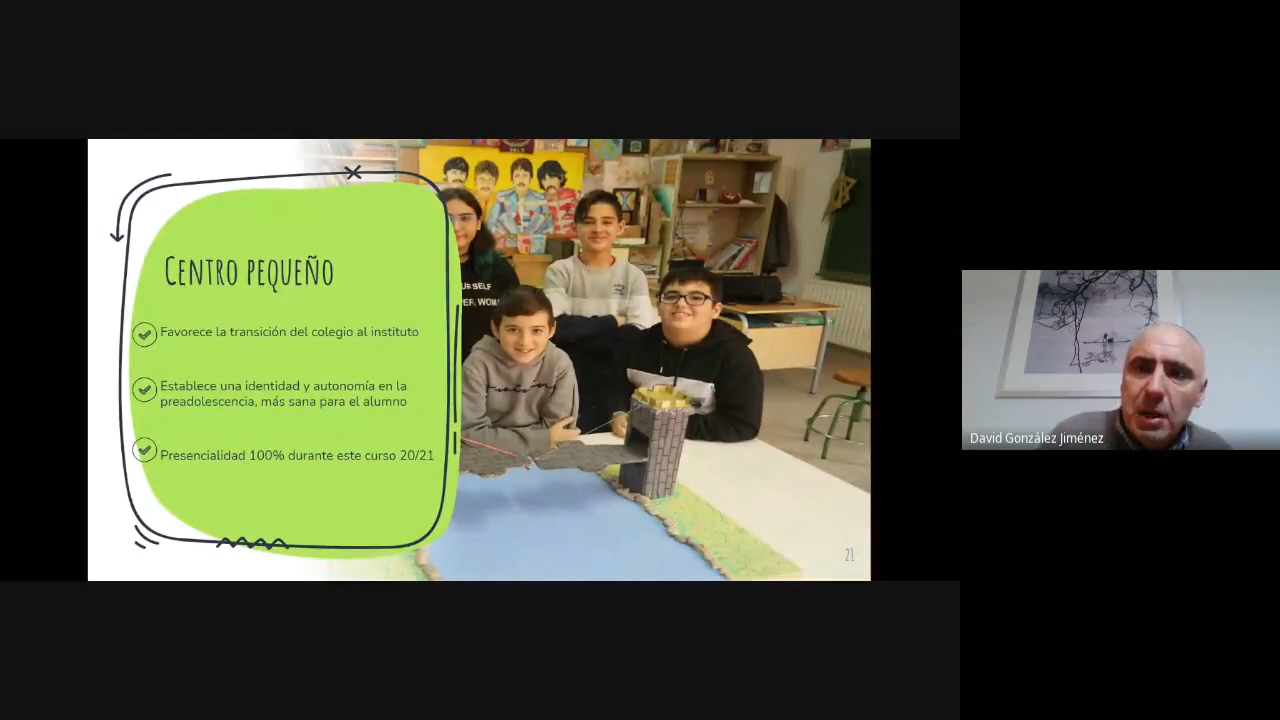 CENTRO PEQUEÑO
Favorece la transición del colegio al instituto
Establece una identidad y autonomía en la
preadolescencia, más sana para el alumno
Presencialidad 100% durante este curso 20/21
21
David González Jiménez